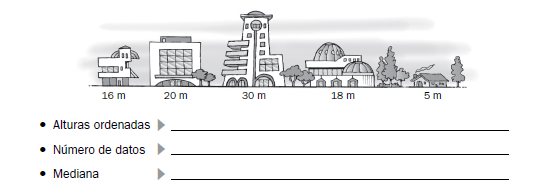 16 m 20 m 30 m 18 m 5 m
• Alturas ordenadas
• Número de datos
• Mediana